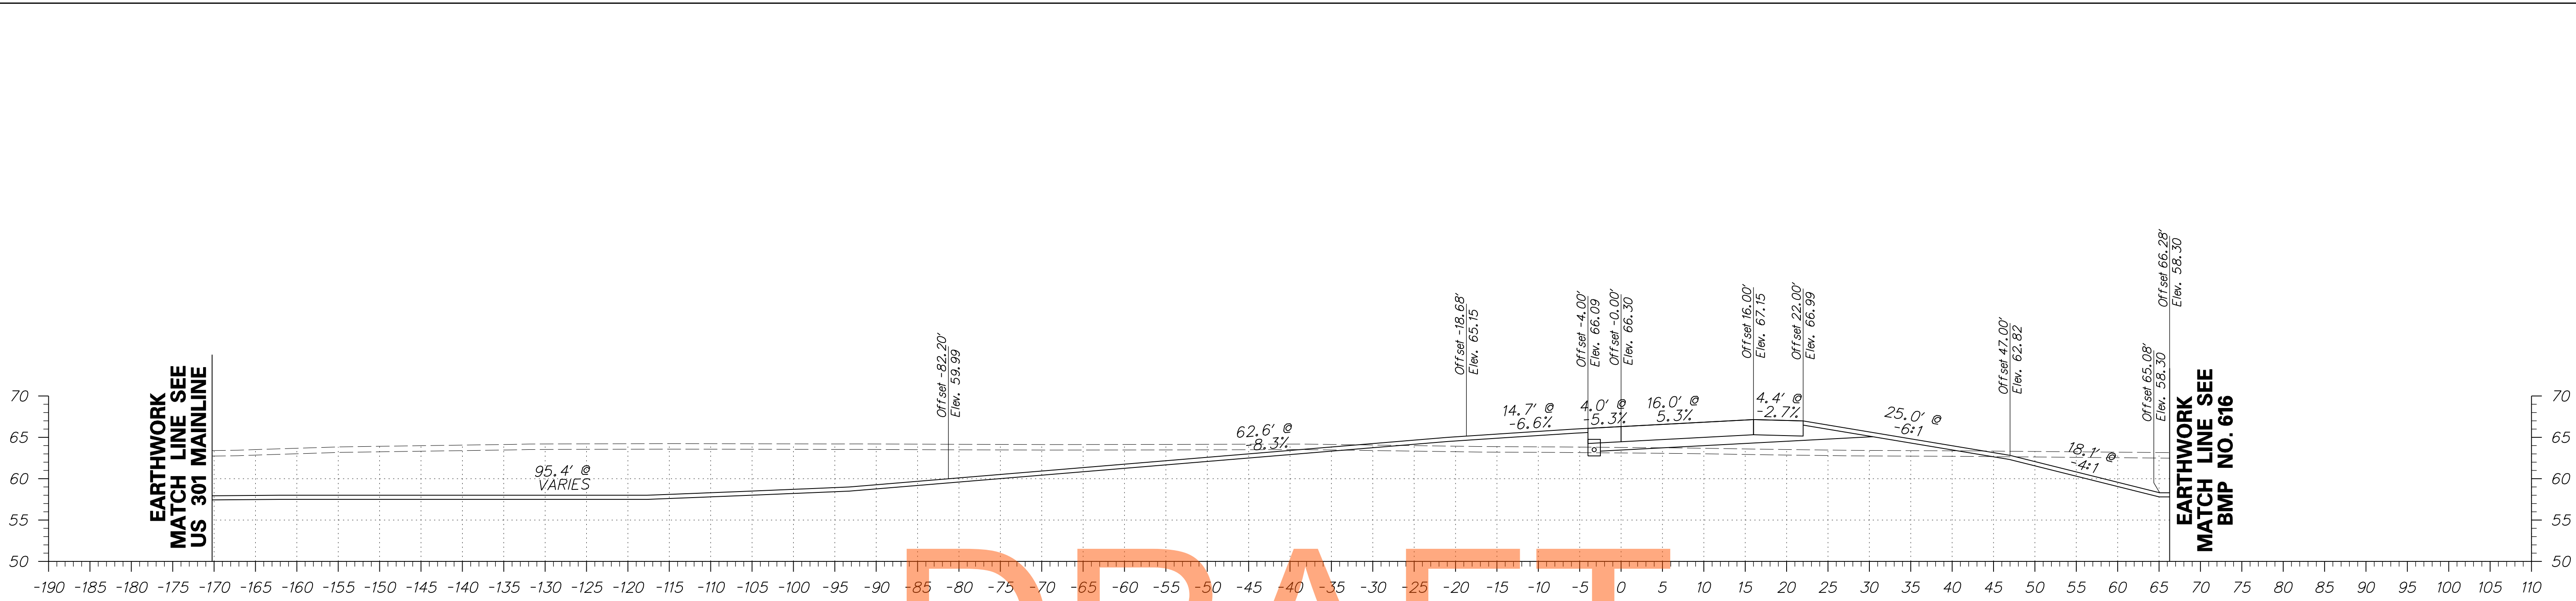 Offset 66.28'
Elev. 58.30
Offset -82.20'
Elev. 59.99
Offset -18.68'
Elev. 65.15
Offset -4.00'
Elev. 66.09
Offset -0.00'
Elev. 66.30
Offset 16.00'
Elev. 67.15
Offset 22.00'
Elev. 66.99
Offset 47.00'
Elev. 62.82
Offset 65.08'
Elev. 58.30
EARTHWORK
MATCH LINE SEE
US 301 MAINLINE
95.4' @
VARIES
62.6' @
-8.3%
14.7' @
-6.6%
4.0' @
-5.3%
16.0' @
5.3%
4.4' @
-2.7%
25.0' @
-6:1
18.1' @
-4:1
EARTHWORK
MATCH LINE SEE
BMP NO. 616
70
65
60
55
50
70
65
60
55
50
-190 -185 -180 -175 -170 -165 -160 -155 -150 -145 -140 -135 -130 -125 -120 -115 -110 -105 -100 -95 -90 -85 -80 -75 -70 -65 -60 -55 -50 -45 -40 -35 -30 -25 -20 -15 -10 -5 0 5 10 15 20 25 30 35 40 45 50 55 60 65 70 75 80 85 90 95 100 105 110
DRAFT